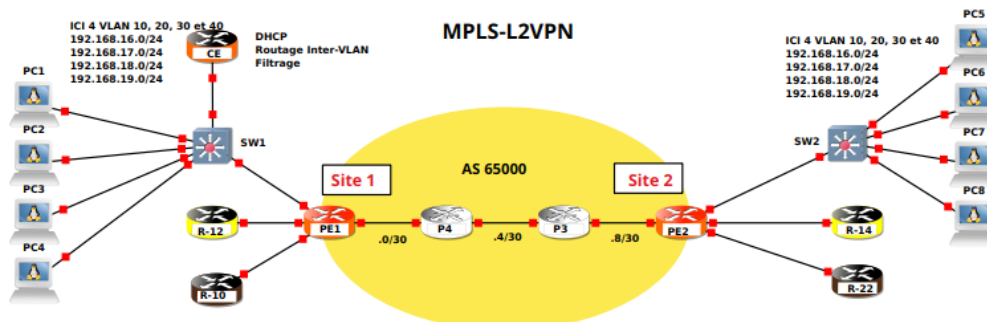 MPLS-L2VPN
ICI 4 VLAN 10, 20, 30 et 40
192.168.16.0/24
192.168.17.0/24
192.168.18.0/24
192.168.19.0/24
CE
DHCP
Routage Inter-VLAN
Filtrage
ICI 4 VLAN 10, 20, 30 et 40
192.168.16.0/24
192.168.17.0/24
192.168.18.0/24
192.168.19.0/24
PC1
PC2
PC3
PC4
SW1
R-12
R-10
Site 1
PE1
.0/30
P4
AS 65000
.4/30
P3
.8/30
Site 2
PE2
SW2
R-14
R-22
PC5
PC6
PC7
PC8